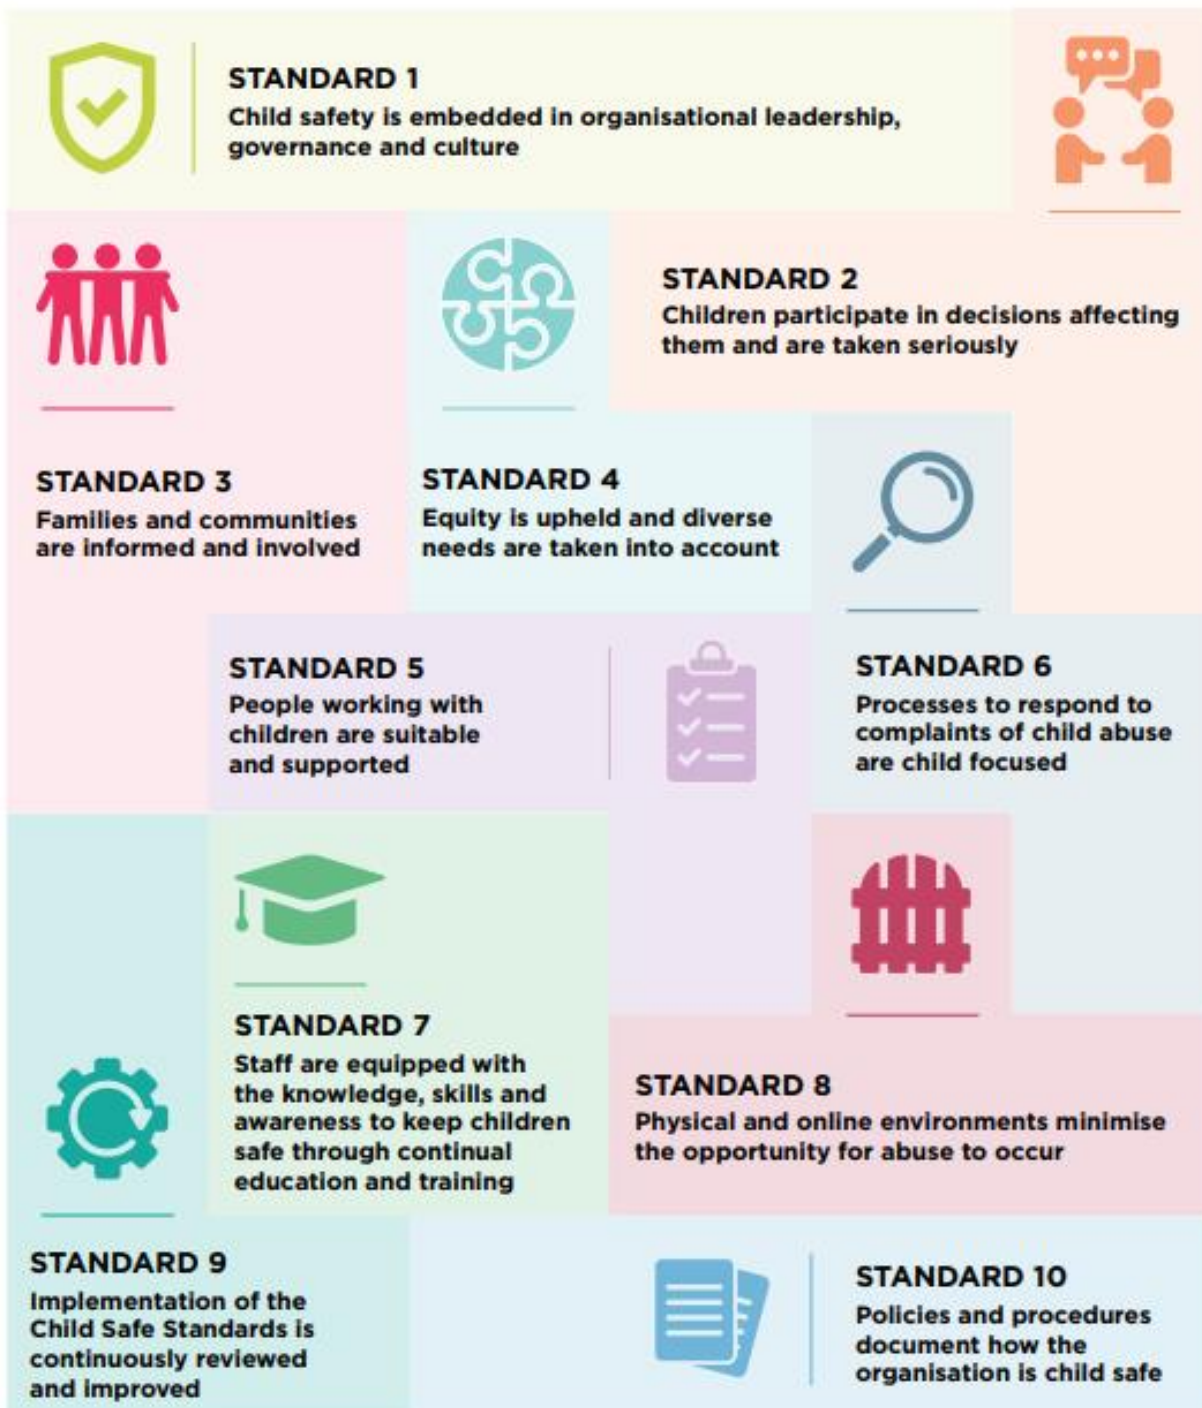 STANDARD 1
Child safety is embedded in organisational leadership,
governance and culture
STANDARD 2
Children participate in decisions affecting
them and are taken seriously
STANDARD 3
Families and communities
are informed and involved
STANDARD 4
Equity is upheld and diverse
needs are taken into account
STANDARD 5
People working with
children are suitable
and supported
STANDARD 6
Processes to respond to
complaints of child abuse
are child focused
STANDARD 7
Staff are equipped with
the knowledge, skills and
awareness to keep children
safe through continual
education and training
STANDARD 8
Physical and online environments minimise
the opportunity for abuse to occur
STANDARD 9
Implementation of the
Child Safe Standards is
continuously reviewed
and improved
STANDARD 10
Policies and procedures
document how the
organisation is child safe